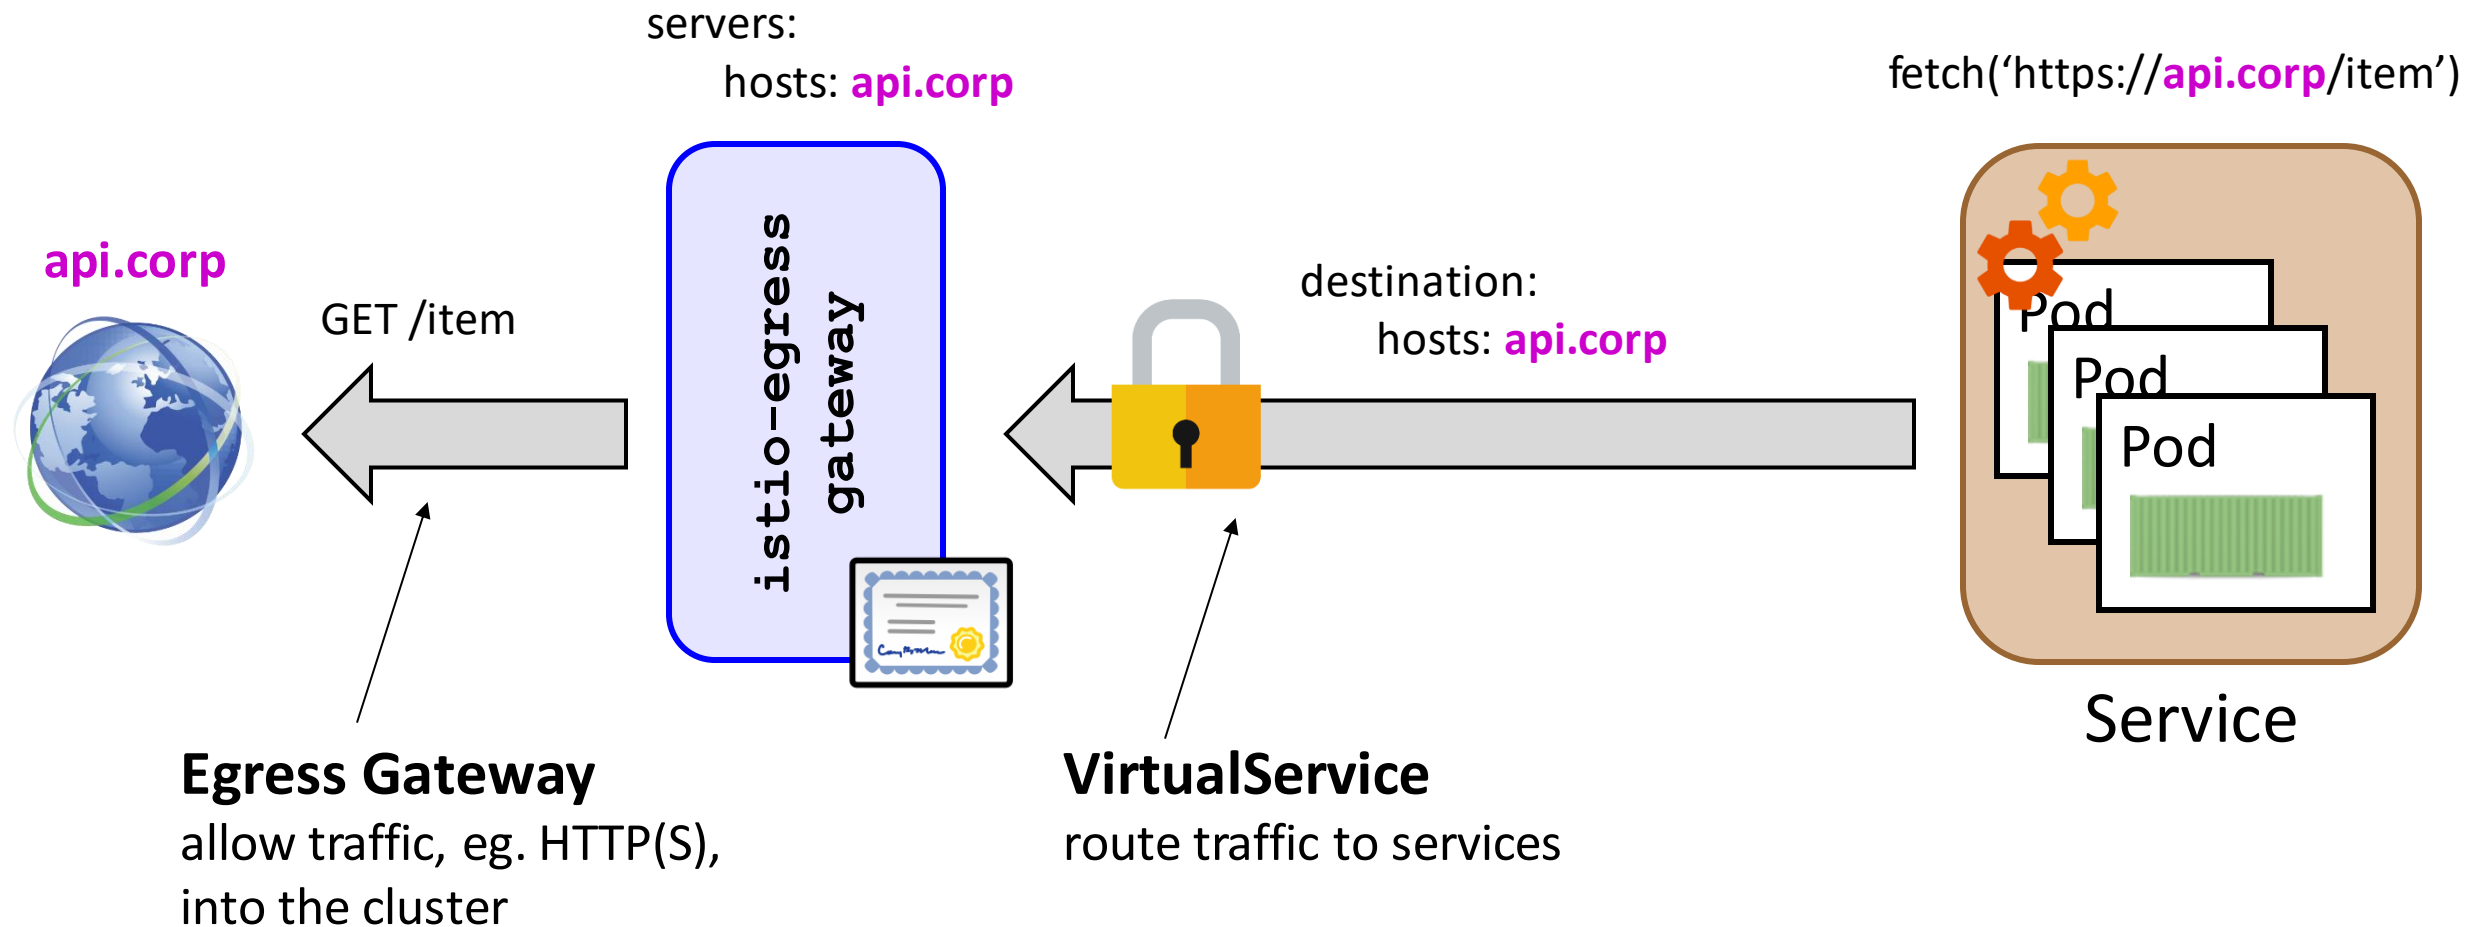 servers:
hosts: api.corp
fetch(‘https://api.corp/item’)
api.corp
GET /item
istio-egress
gateway
destination:
hosts: api.corp
Pod
Pod
Pod
Service
Egress Gateway
allow traffic, eg. HTTP(S),
into the cluster
VirtualService
route traffic to services